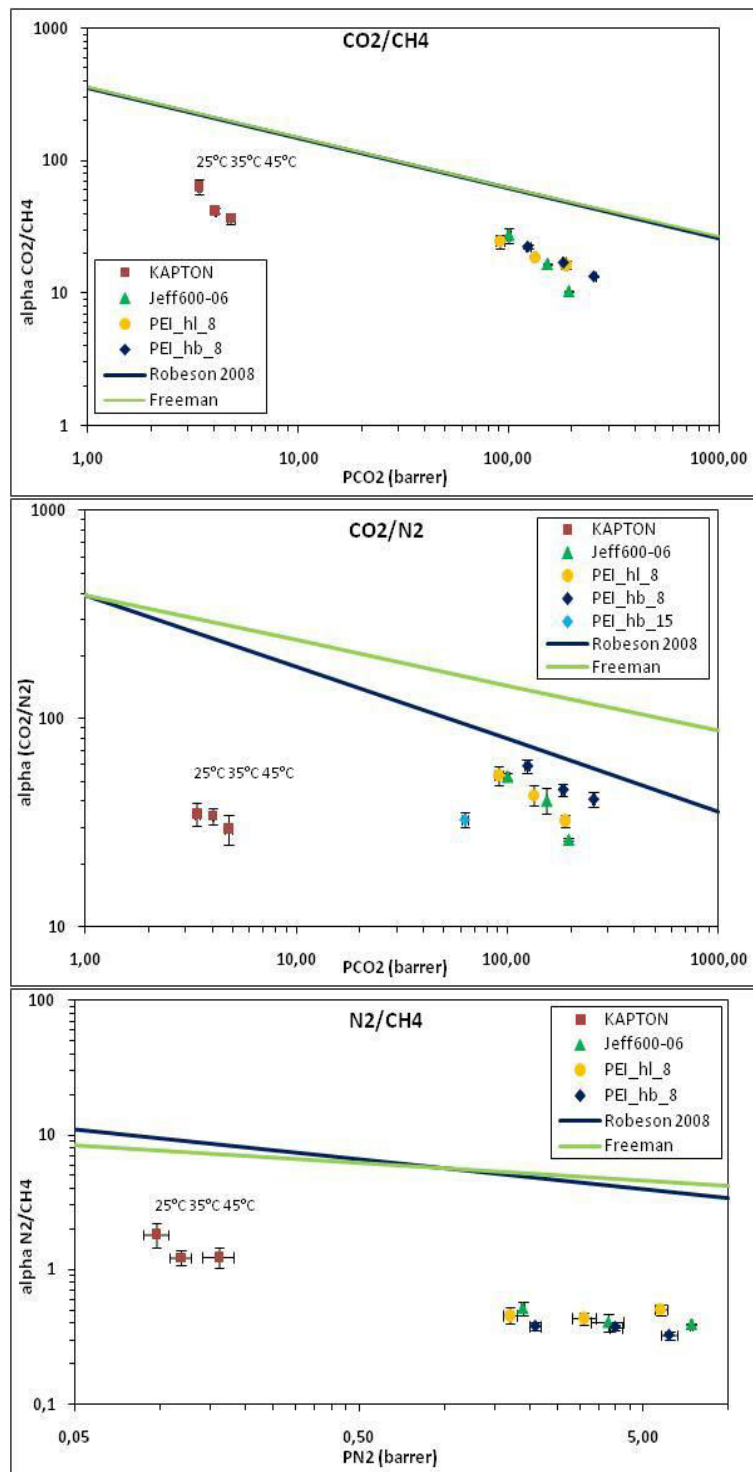 CO2/CH4
1000
100
10
1
alpha CO2/CH4
25°C 35°C 45°C
KAPTON
Jeff600-06
PEI_hl_8
PEI_hb_8
Robeson 2008
Freeman
1,00 10,00 100,00 1000,00
PCO2 (barrer)
CO2/N2
1000
100
10
alpha (CO2/N2)
KAPTON
Jeff600-06
PEI_hl_8
PEI_hb_8
PEI_hb_15
Robeson 2008
Freeman
25°C 35°C 45°C
1,00 10,00 100,00 1000,00
PCO2 (barrer)
N2/CH4
100
10
1
0,1
alpha N2/CH4
KAPTON
Jeff600-06
PEI_hl_8
PEI_hb_8
Robeson 2008
Freeman
25°C 35°C 45°C
0,05 0,50 5,00
PN2 (barrer)